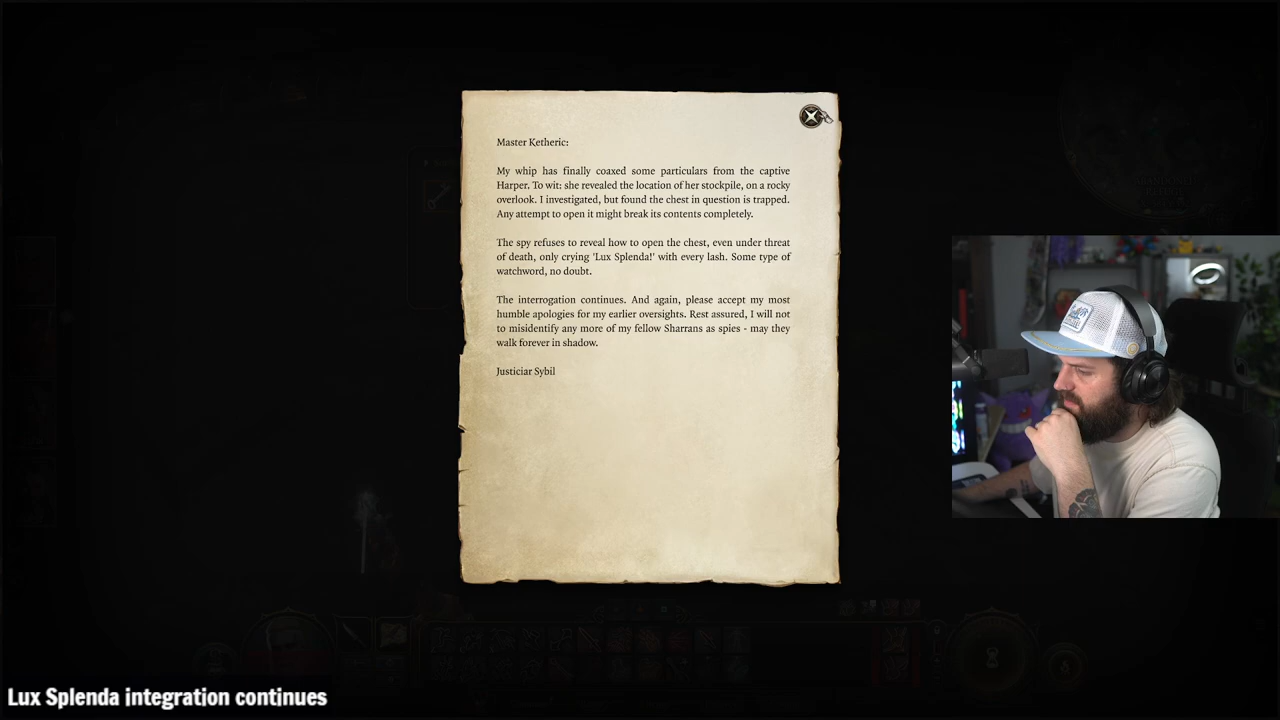 Master Ketheric:
My whip has finally coaxed some particulars from the captive
Harper. To wit: she revealed the location of her stockpile, on a rocky
overlook. I investigated, but found the chest in question is trapped.
Any attempt to open it might break its contents completely.
The spy refuses to reveal how to open the chest, even under threat
of death, only crying 'Lux Splenda!' with every lash. Some type of
watchword, no doubt.
The interrogation continues. And again, please accept my most
humble apologies for my earlier oversights. Rest assured, I will not
to misidentify any more of my fellow Sharrans as spies - may they
walk forever in shadow.
Justiciar Sybil
Lux Splenda integration continues